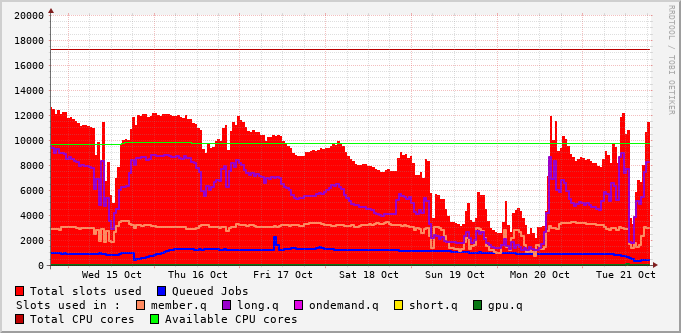 RRDTOOL / TOBI OETIKER
20000
18000
16000
14000
12000
10000
8000
6000
4000
2000
0
Wed 15 Oct Thu 16 Oct Fri 17 Oct Sat 18 Oct Sun 19 Oct Mon 20 Oct Tue 21 Oct
Total slots used Queued Jobs
Slots used in : member.q long.q ondemand.q short.q gpu.q
Total CPU cores Available CPU cores